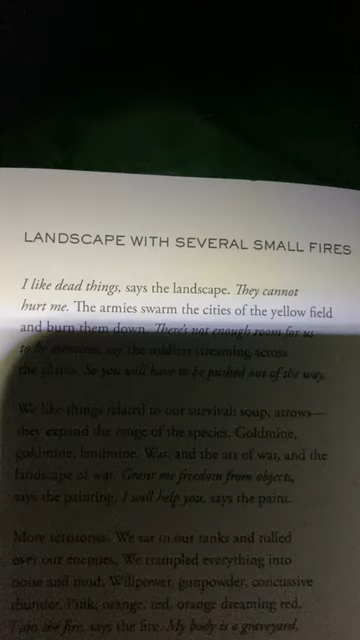 LANDSCAPE WITH SEVERAL SMALL FIRES
I like dead things, says the landscape. They cannot
hurt me. The armies swarm the cities of the yellow field
and burn them down. There's not enough room for us
to be monsters, say the soldiers streaming across
the plains. So you will have to be pushed out of the way.
We like things related to our survival: soup, arrows—
they expand the range of the species. Goldmine,
goldmine, landmine. War, and the art of war, and the
landscape of war. Grant me freedom from objects,
says the painting. I will help you, says the paint.
More territories. We sat in our tanks and rolled
over our enemies. We trampled everything into
noise and mud. Willpower, gunpowder, concussive
thunder. Pink, orange, red, orange dreaming red.
I am the fire, says the fire. My body is a graveyard.